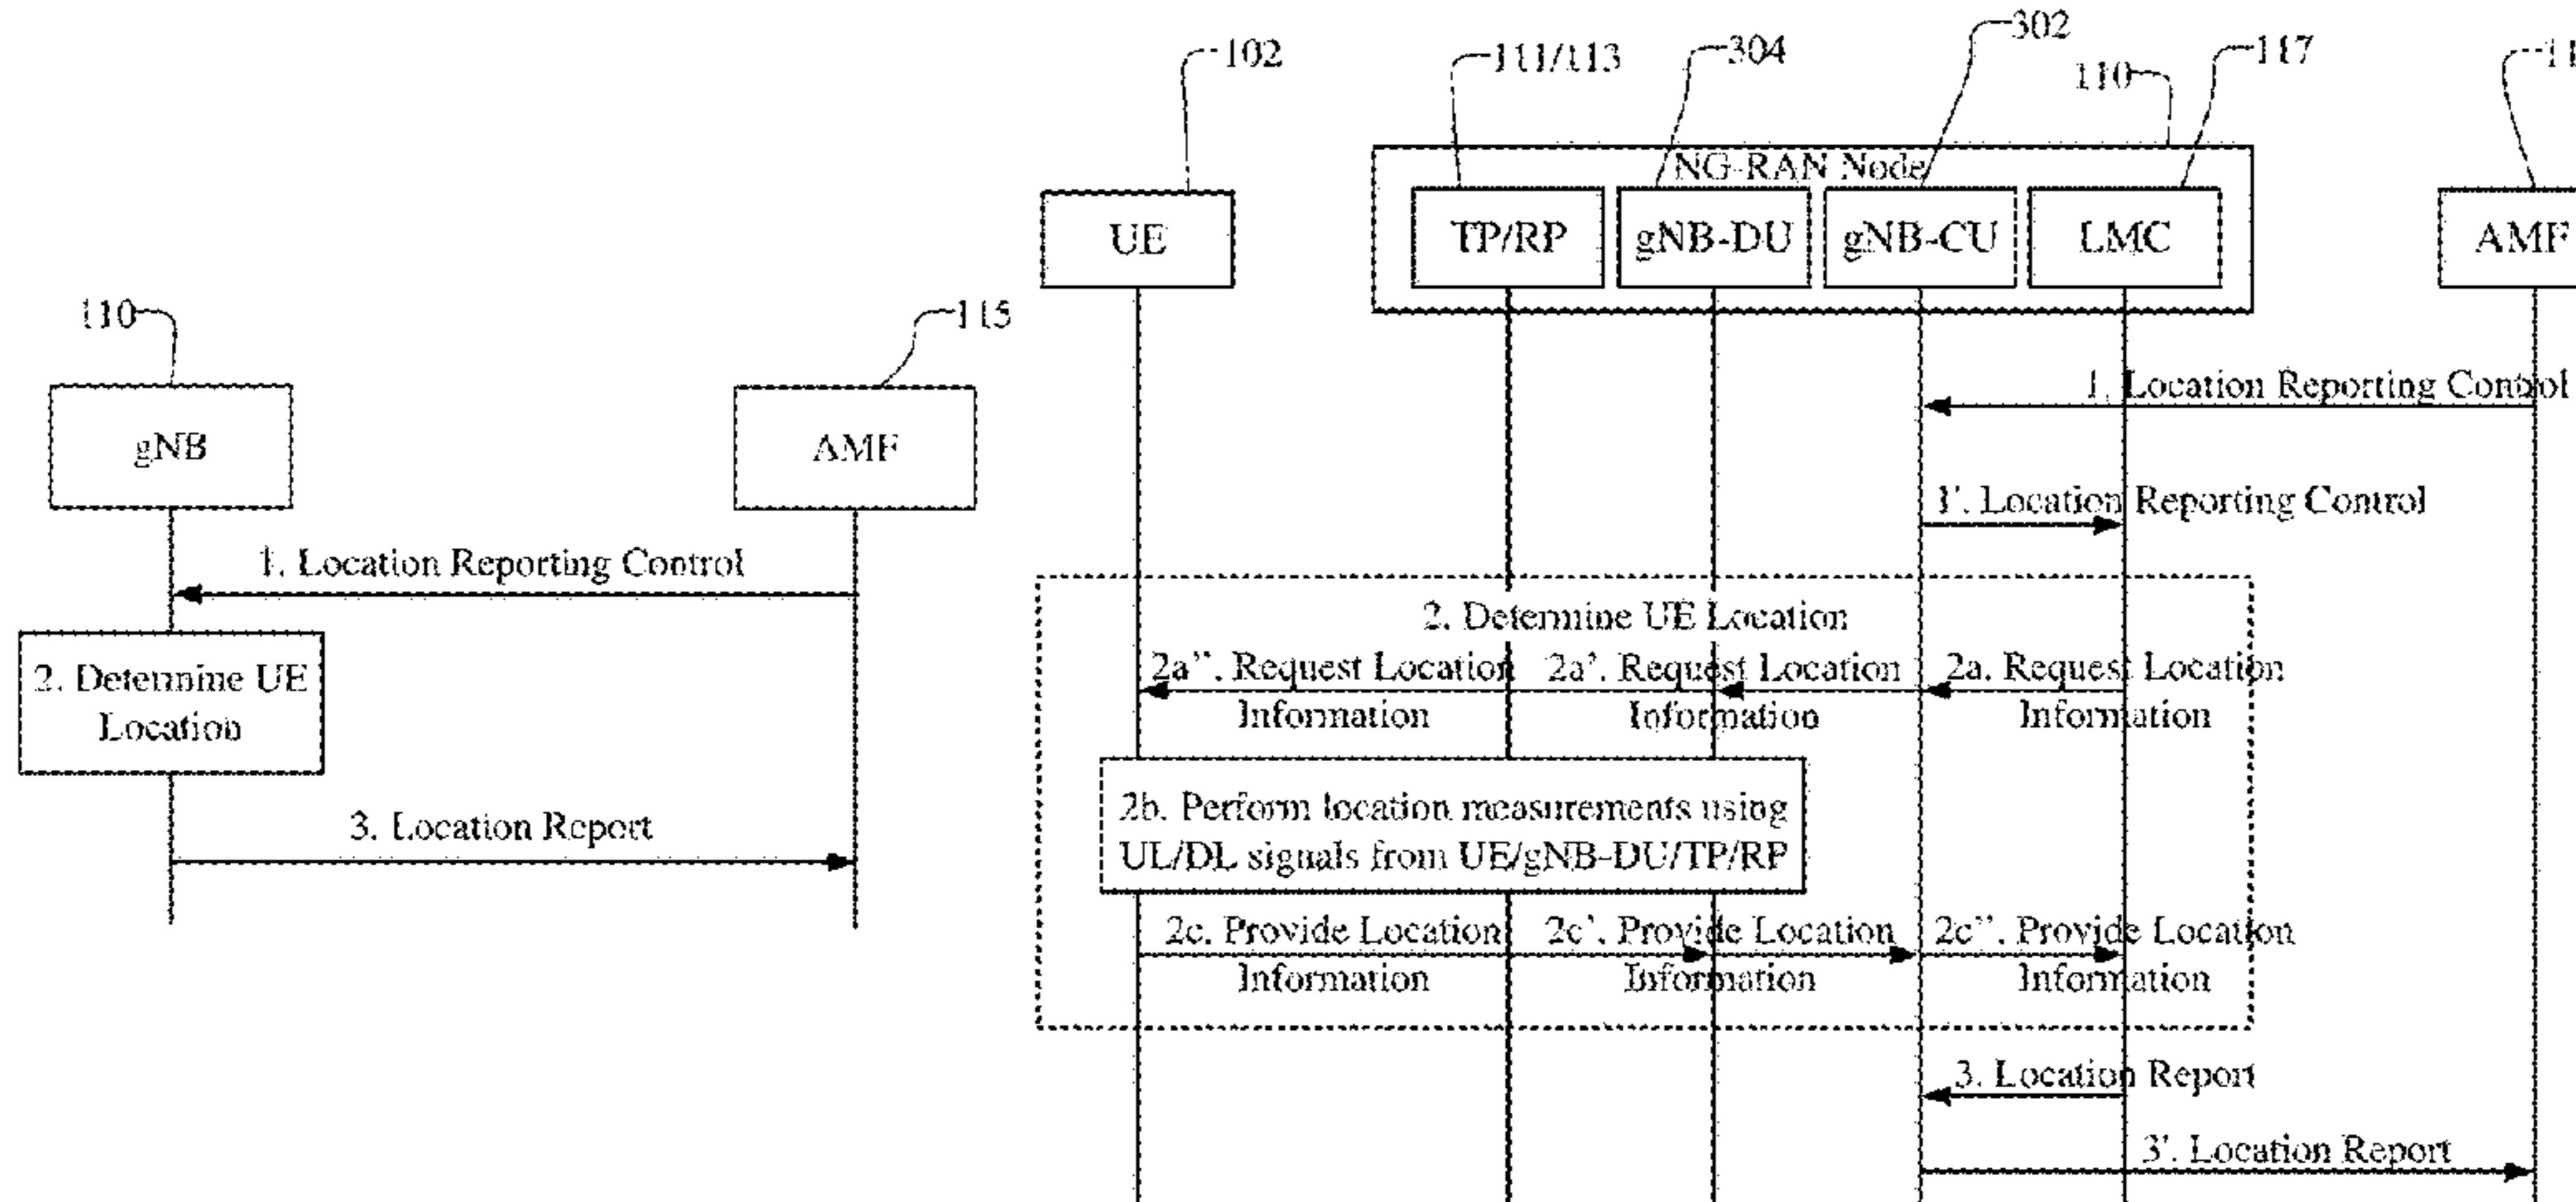 110
115
gNB
AMF
1. Location Reporting Control
2. Determine UE
Location
3. Location Report
102
111/113
304
302
110
117
11
NG-RAN Node
UE
TP/RP
gNB-DU
gNB-CU
LMC
AMF
1. Location Reporting Control
1'. Location Reporting Control
2. Determine UE Location
2a''. Request Location
Information
2a'. Request Location
Information
2a. Request Location
Information
2b. Perform location measurements using
UL/DL signals from UE/gNB-DU/TP/RP
2c. Provide Location
Information
2c'. Provide Location
Information
2c''. Provide Location
Information
3. Location Report
3'. Location Report